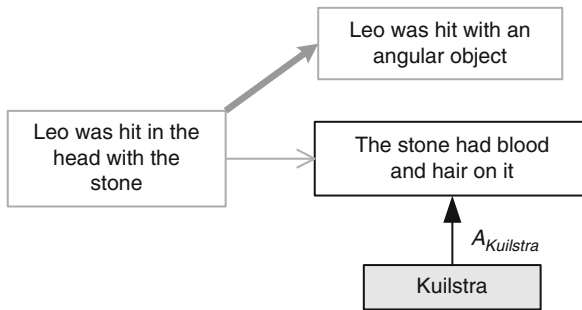 Leo was hit with an
angular object
Leo was hit in the
head with the
stone
The stone had blood
and hair on it
A_Kuilstra
Kuilstra